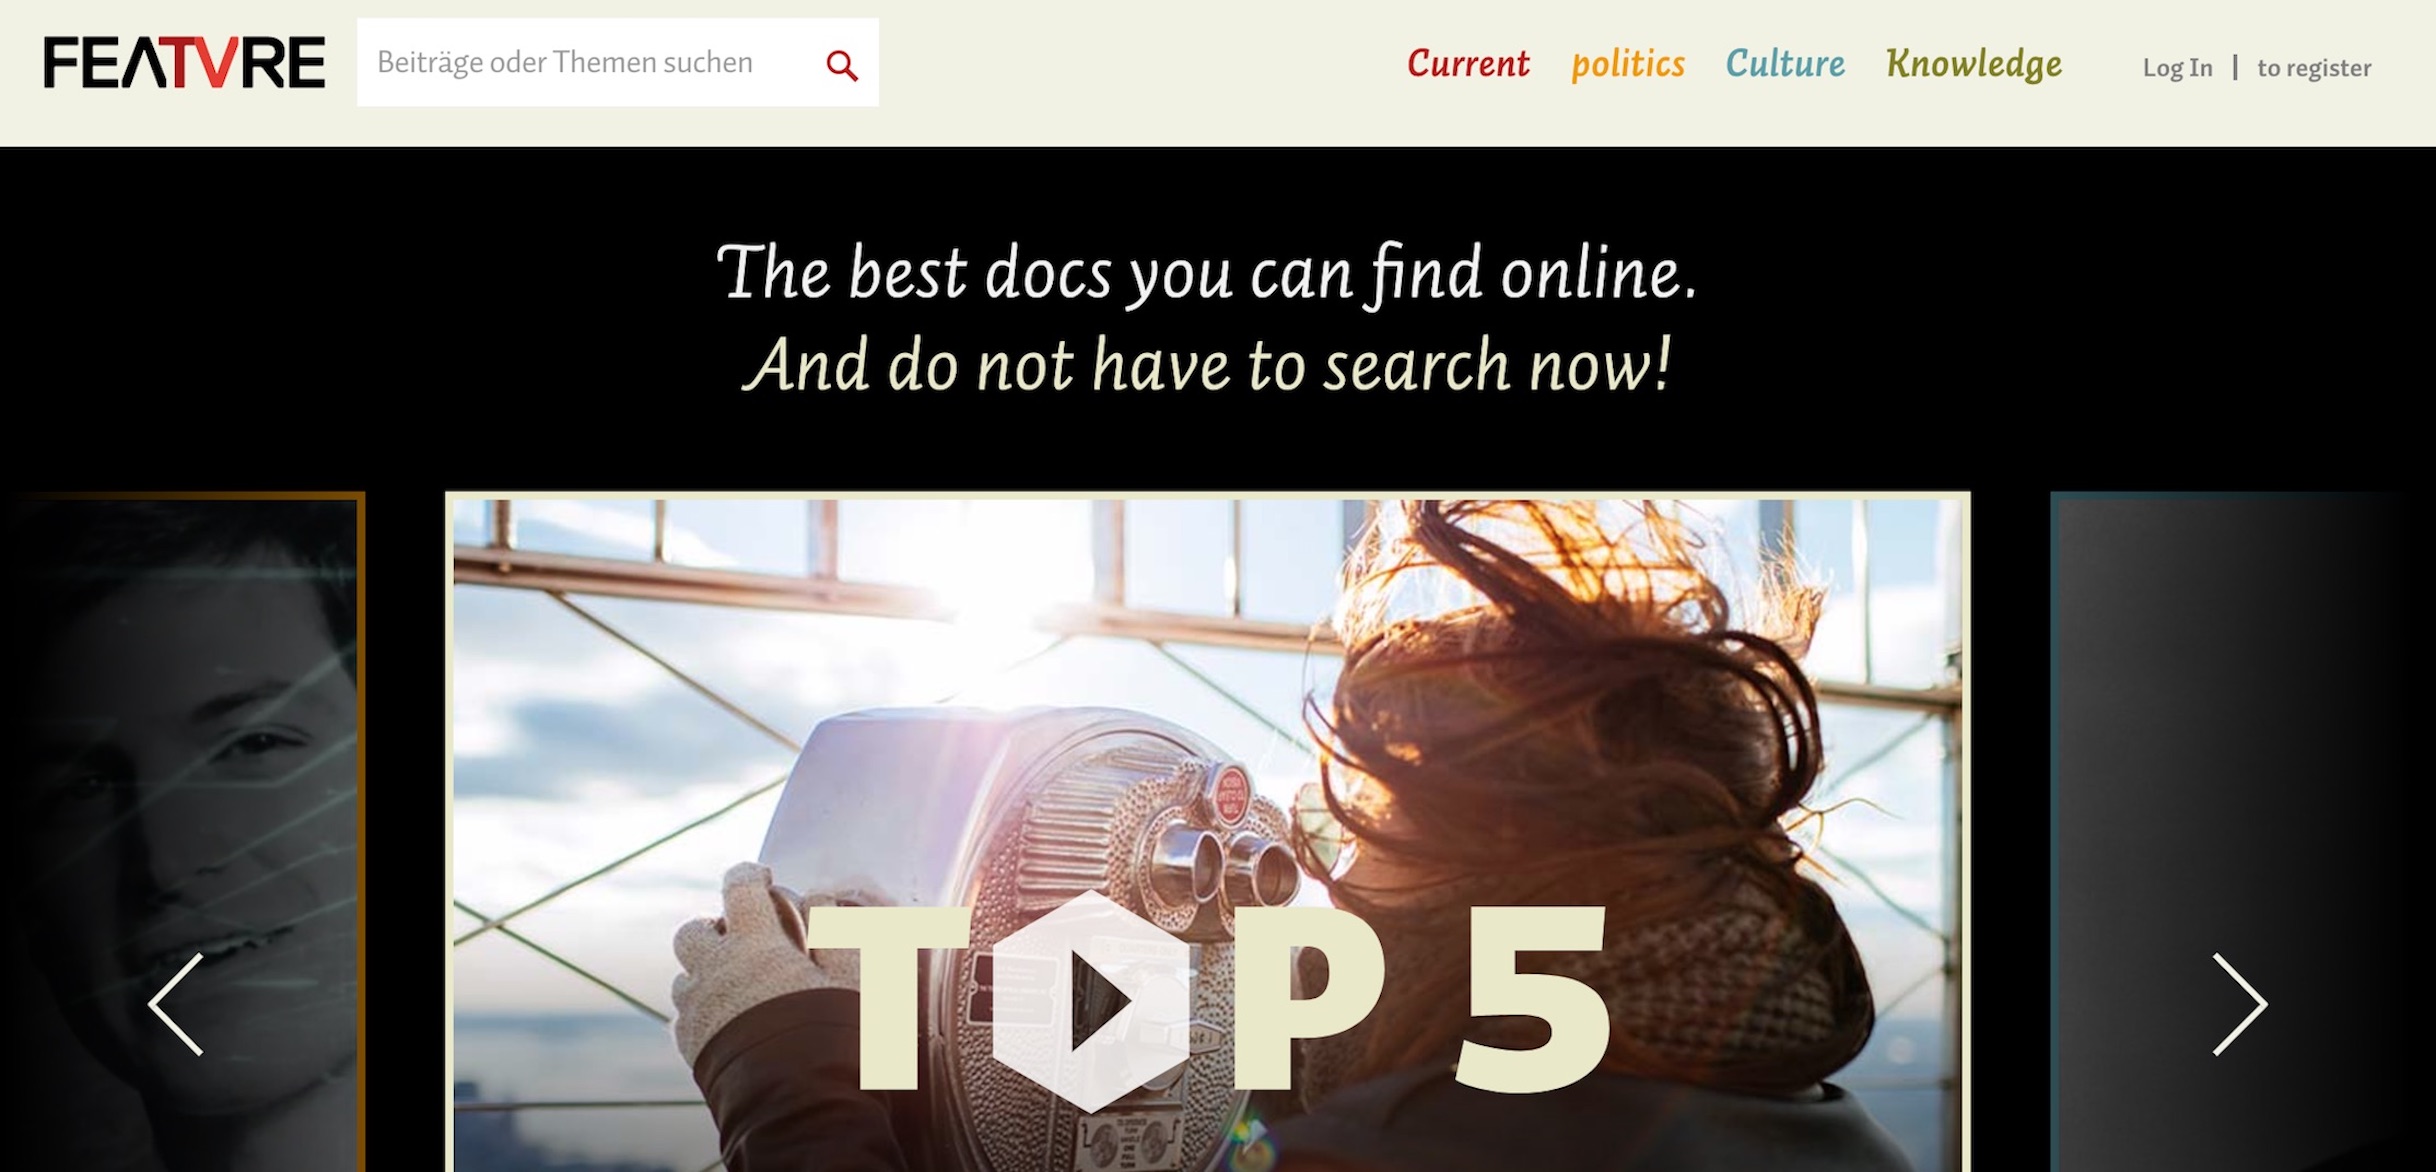 FEATVRE
Beiträge oder Themen suchen
Current politics Culture Knowledge
Log In | to register
The best docs you can find online.
And do not have to search now!
TOP 5